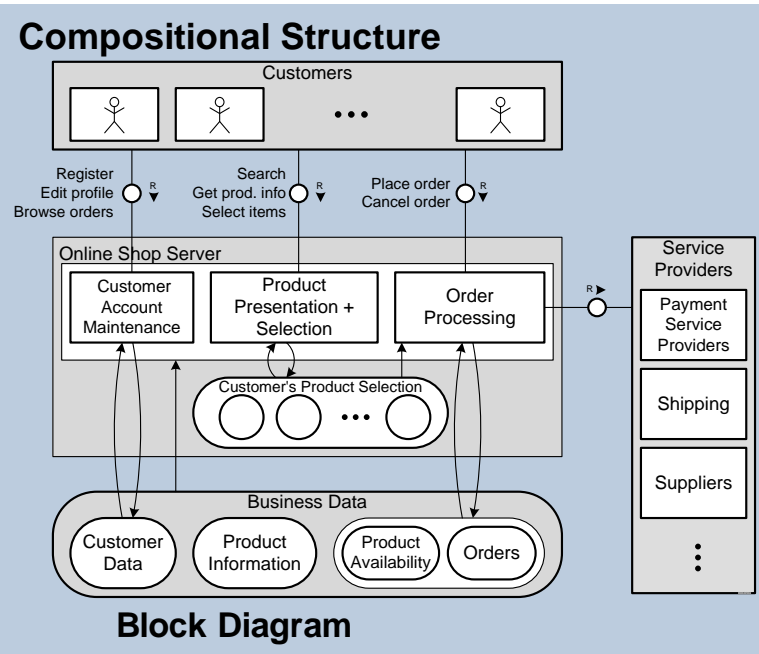 Compositional Structure
Customers
Register
Edit profile
Browse orders
R
Search
Get prod. info
Select items
R
Place order
Cancel order
R
Online Shop Server
Customer
Account
Maintenance
Product
Presentation +
Selection
Order
Processing
R
Service
Providers
Payment
Service
Providers
Shipping
Suppliers
Customer's Product Selection
Business Data
Customer
Data
Product
Information
Product
Availability
Orders
Block Diagram